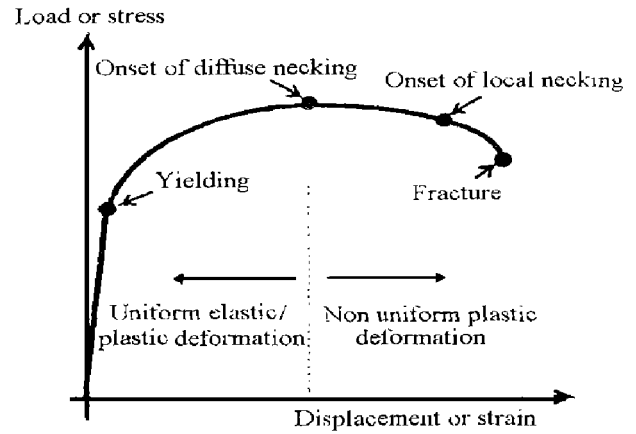 Load or stress
Onset of diffuse necking
Onset of local necking
Yielding
Fracture
Uniform elastic/
plastic deformation
Non uniform plastic
deformation
Displacement or strain